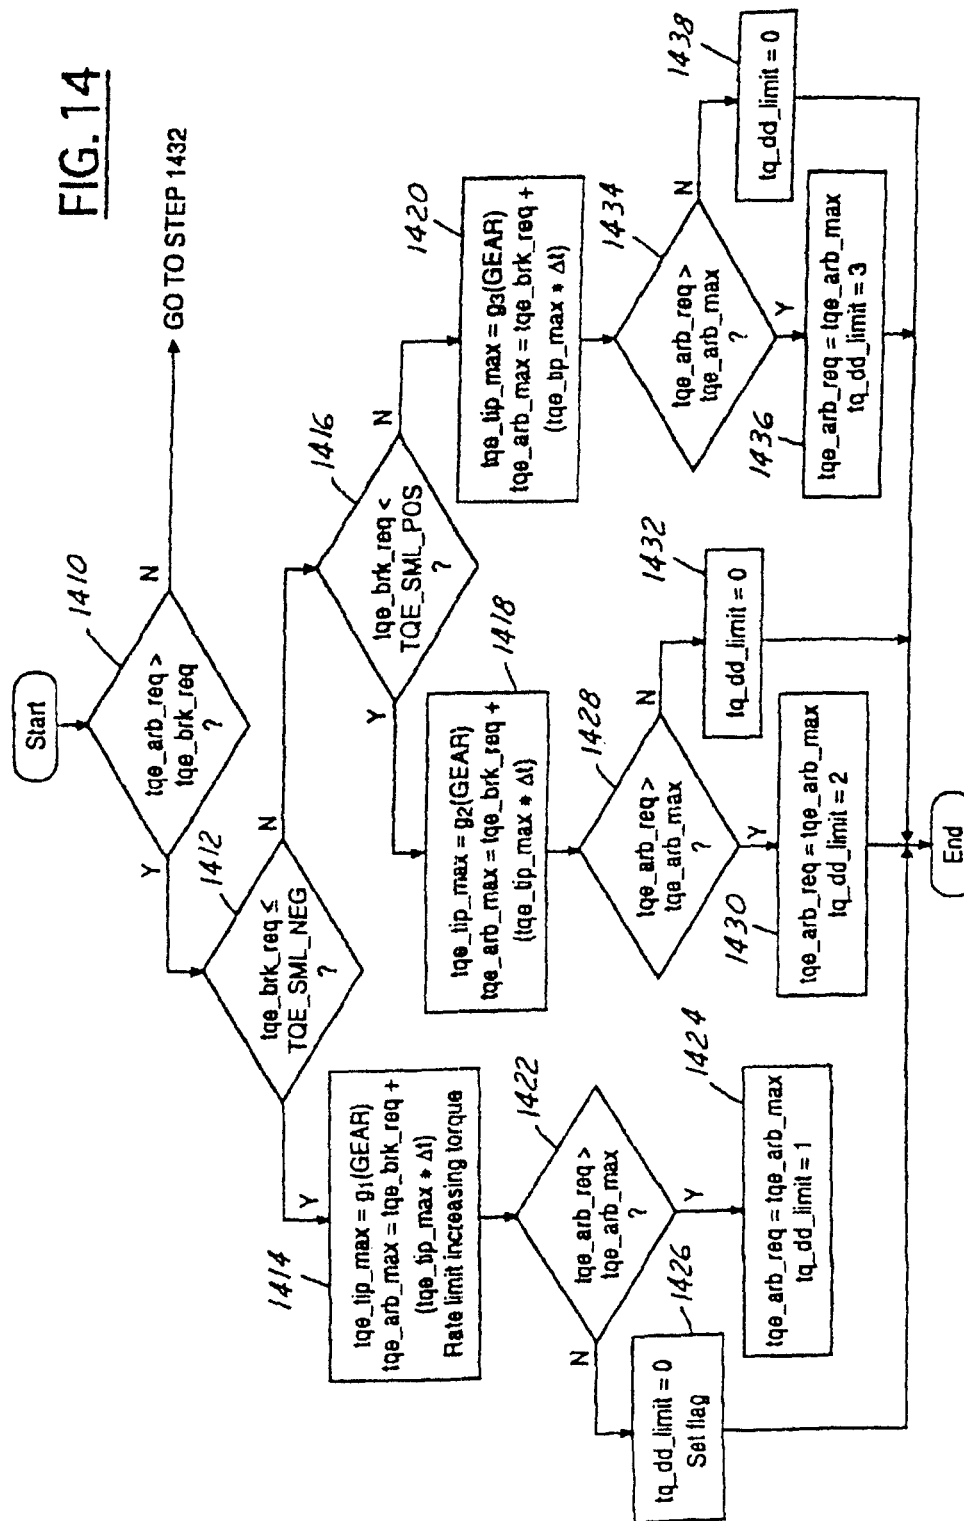 FIG. 14
Start
1410
tqe_arb_req >
tqe_brk_req
?
N
GO TO STEP 1432
Y
1412
tqe_brk_req ≤
TQE_SML_NEG
?
N
Y
1416
tqe_brk_req <
TQE_SML_POS
?
N
Y
1414
tqe_tip_max = g1(GEAR)
tqe_arb_max = tqe_brk_req +
(tqe_tip_max * Δt)
Rate limit increasing torque
1418
tqe_tip_max = g2(GEAR)
tqe_arb_max = tqe_brk_req +
(tqe_tip_max * Δt)
1420
tqe_tip_max = g3(GEAR)
tqe_arb_max = tqe_brk_req +
(tqe_tip_max * Δt)
1422
tqe_arb_req >
tqe_arb_max
?
N
Y
1428
tqe_arb_req >
tqe_arb_max
?
N
Y
1434
tqe_arb_req >
tqe_arb_max
?
N
Y
1426
tq_dd_limit = 0
Set flag
1424
tqe_arb_req = tqe_arb_max
tq_dd_limit = 1
1430
tqe_arb_req = tqe_arb_max
tq_dd_limit = 2
1432
tq_dd_limit = 0
1436
tqe_arb_req = tqe_arb_max
tq_dd_limit = 3
1438
tq_dd_limit = 0
End